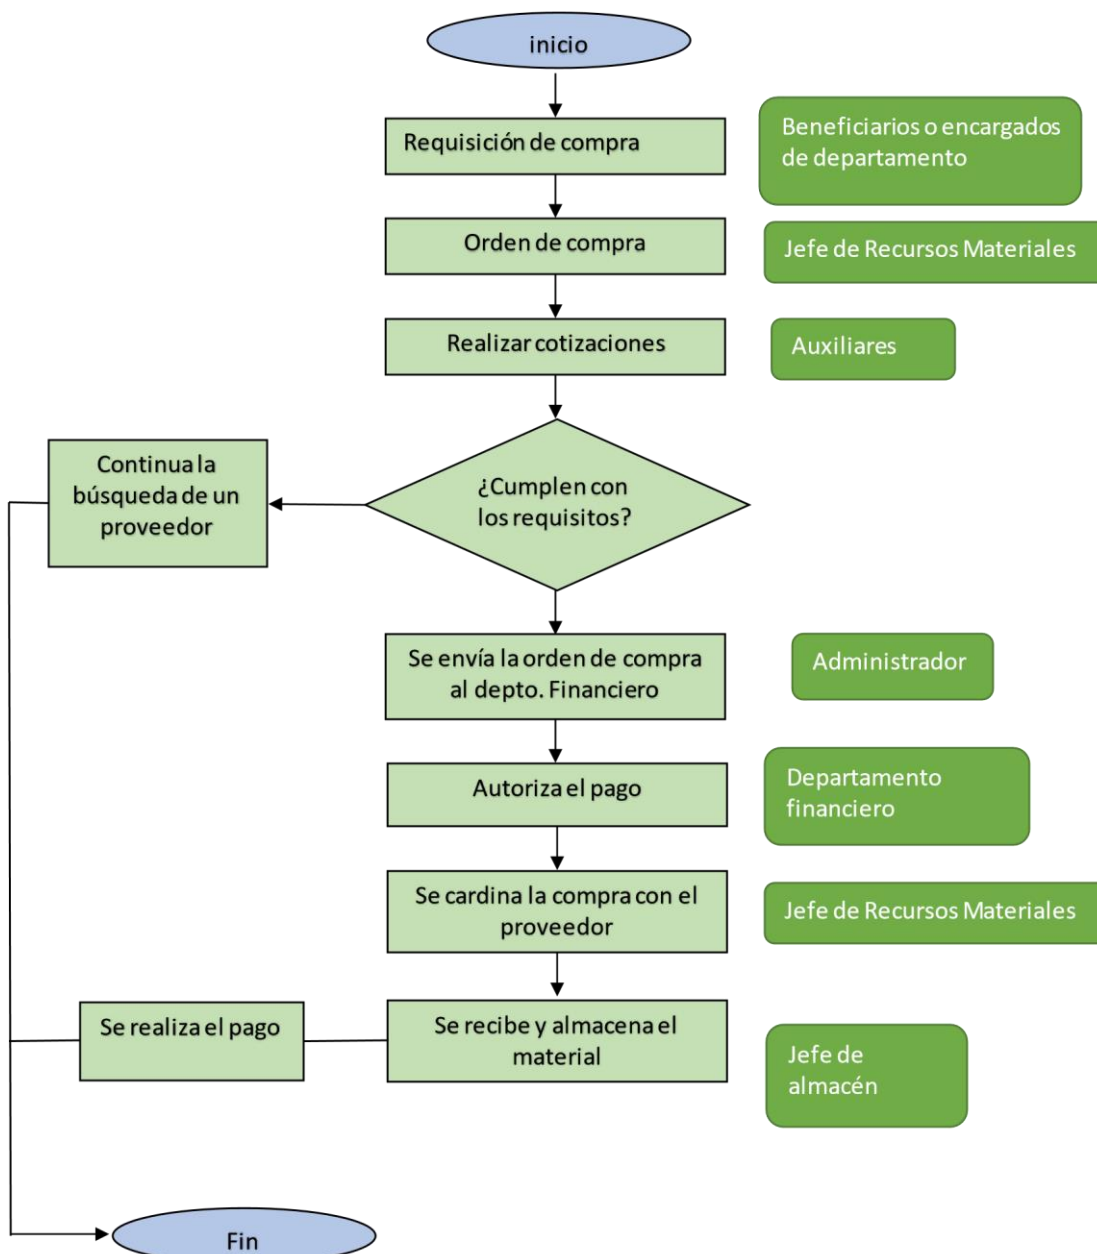 inicio
Requisición de compra
Beneficiarios o encargados
de departamento
Orden de compra
Jefe de Recursos Materiales
Realizar cotizaciones
Auxiliares
Continua la
búsqueda de un
proveedor
¿Cumplen con
los requisitos?
Se envía la orden de compra
al depto. Financiero
Administrador
Autoriza el pago
Departamento
financiero
Se cardina la compra con el
proveedor
Jefe de Recursos Materiales
Se realiza el pago
Se recibe y almacena el
material
Jefe de
almacén
Fin